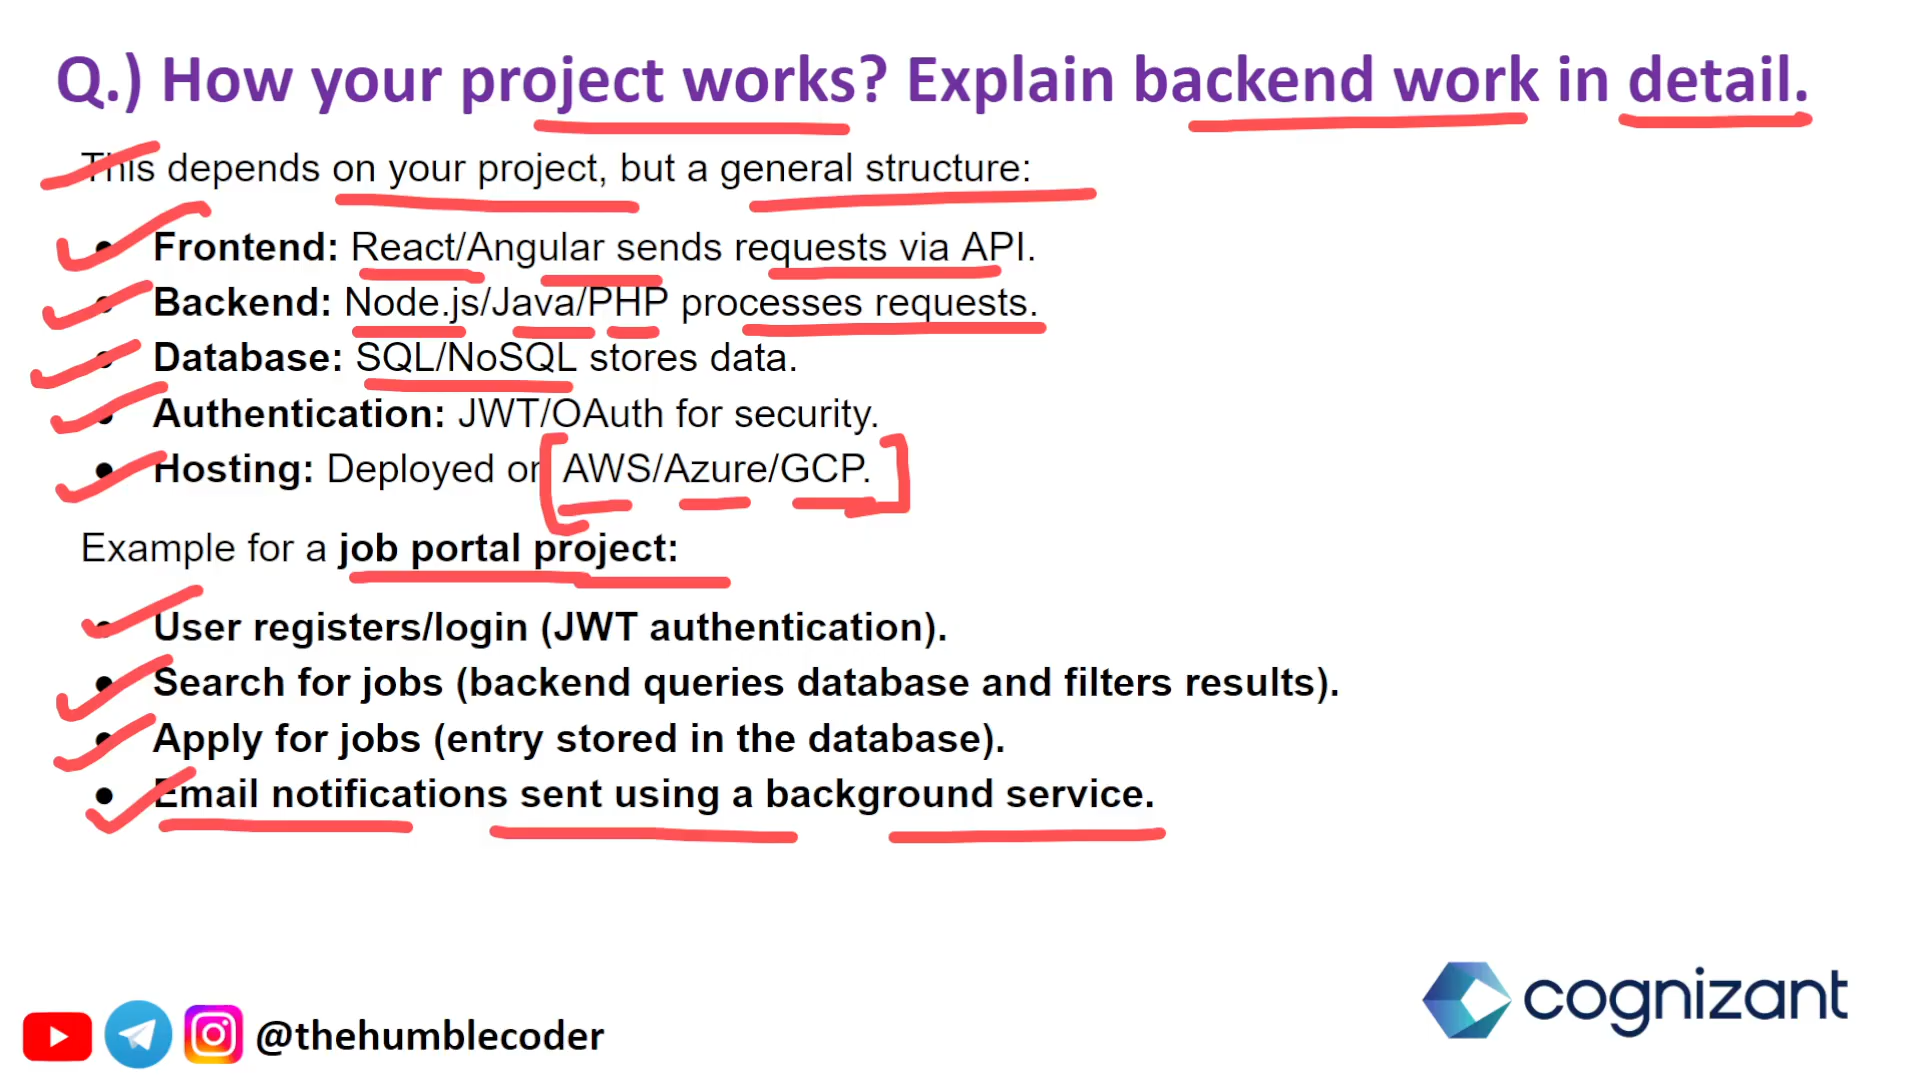 Q.) How your project works? Explain backend work in detail.
This depends on your project, but a general structure:
● Frontend: React/Angular sends requests via API.
● Backend: Node.js/Java/PHP processes requests.
● Database: SQL/NoSQL stores data.
● Authentication: JWT/OAuth for security.
● Hosting: Deployed on AWS/Azure/GCP.
Example for a job portal project:
● User registers/login (JWT authentication).
● Search for jobs (backend queries database and filters results).
● Apply for jobs (entry stored in the database).
● Email notifications sent using a background service.
@thehumblecoder
cognizant